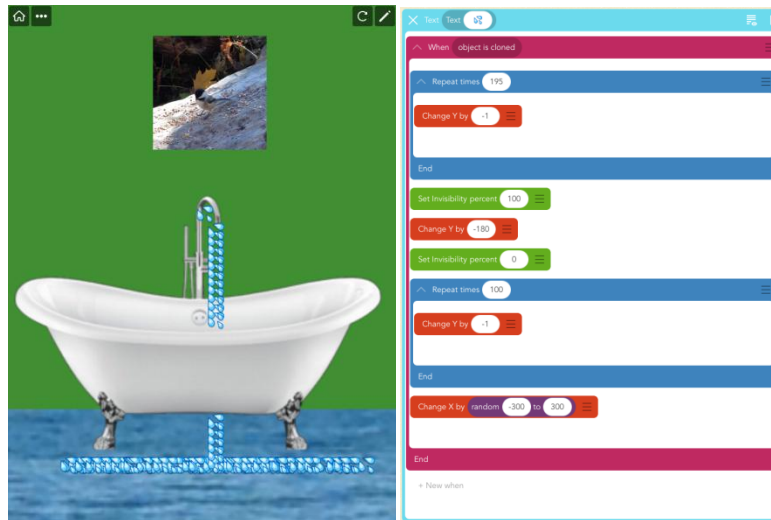 Text Text
When object is cloned
Repeat times 195
Change Y by -1
End
Set Invisibility percent 100
Change Y by -180
Set Invisibility percent 0
Repeat times 100
Change Y by -1
End
Change X by random -300 to 300
End
+ New when